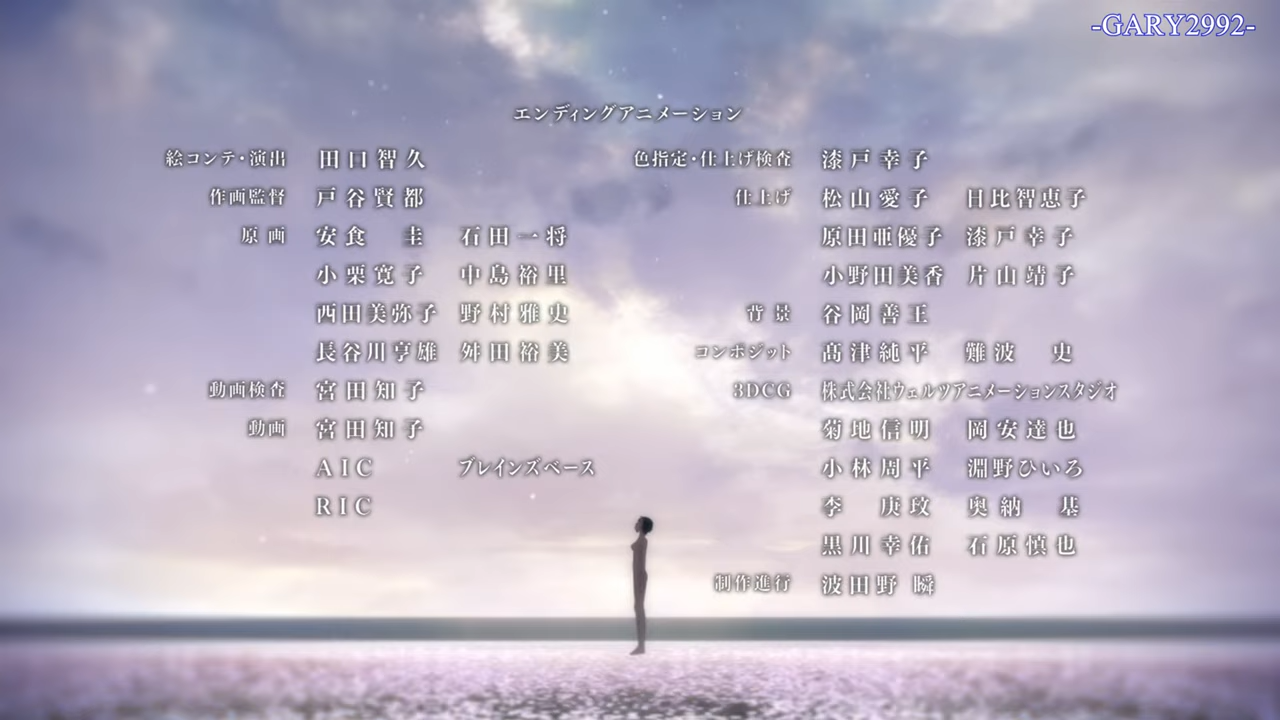 -GARY2992-
エンディングアニメーション
絵コンテ・演出 田口智久
作画監督 戸谷賢都
原画 安食 圭 石田一将
小栗寛子 中島裕里
西田美弥子 野村雅史
長谷川亨雄 舛田裕美
動画検査 宮田知子
動画 宮田知子
AIC ブレインズベース
RIC
色指定・仕上げ検査 漆戸幸子
仕上げ 松山愛子 日比智恵子
原田亜優子 漆戸幸子
小野田美香 片山靖子
背景 谷岡善王
コンポジット 髙津純平 難波 史
3DCG 株式会社ウェルツアニメーションスタジオ
菊地信明 岡安達也
小林周平 淵野ひいろ
李 庚玟 奥納 基
黒川幸佑 石原慎也
制作進行 波田野 瞬